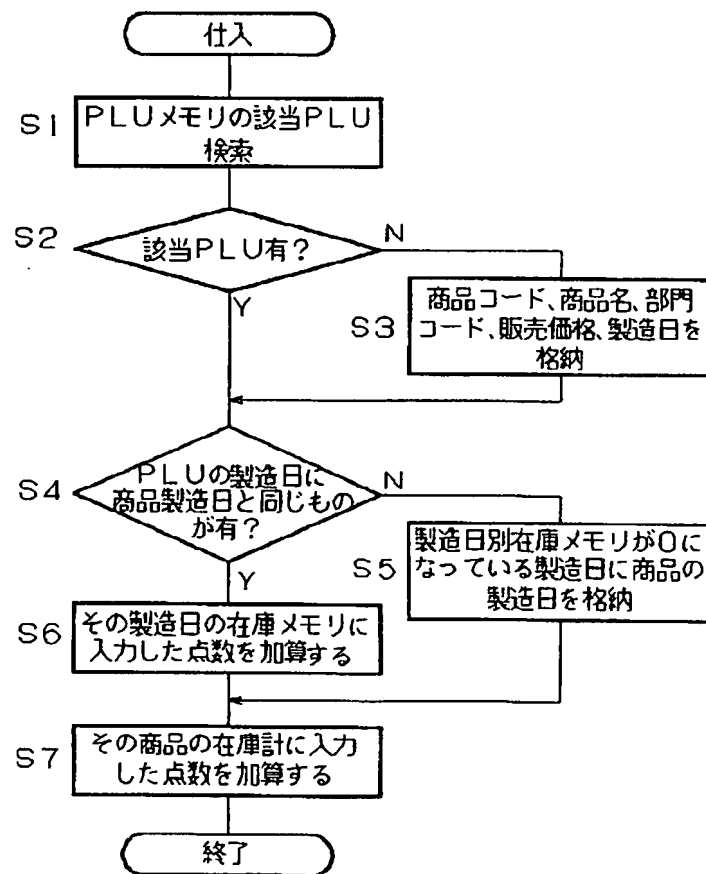 仕入
S1
PLUメモリの該当PLU
検索
S2
該当PLU有?
N
Y
S3
商品コード、商品名、部門
コード、販売価格、製造日を
格納
S4
PLUの製造日に
商品製造日と同じもの
が有?
N
Y
S5
製造日別在庫メモリが0に
なっている製造日に商品の
製造日を格納
S6
その製造日の在庫メモリに
入力した点数を加算する
S7
その商品の在庫計に入力
した点数を加算する
終了